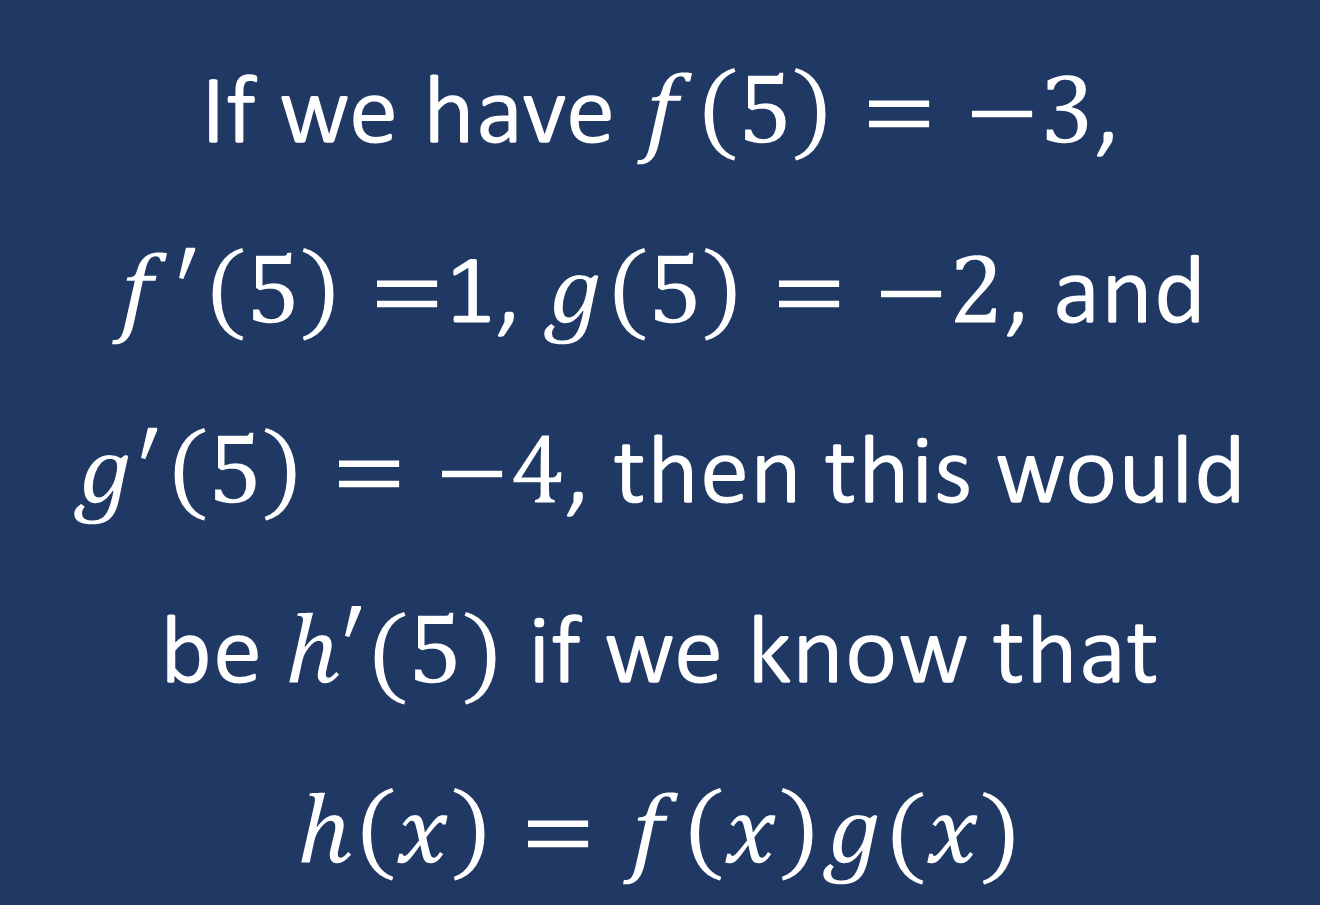 If we have f(5) = −3,
f′(5) =1, g(5) = −2, and
g′(5) = −4, then this would
be h′(5) if we know that
h(x) = f(x)g(x)